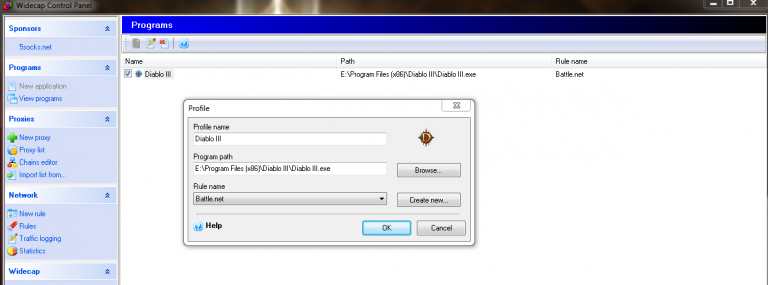 Widecap Control Panel
Sponsors
5socks.net
Programs
New application
View programs
Proxies
New proxy
Proxy list
Chains editor
Import list from...
Network
New rule
Rules
Traffic logging
Statistics
Widecap
Programs
Name Path Rule name
Diablo III E:\Program Files (x86)\Diablo III\Diablo III.exe Battle.net
Profile
Profile name
Diablo III
Program path
E:\Program Files (x86)\Diablo III\Diablo III.exe
Browse...
Rule name
Battle.net
Create new...
Help
OK
Cancel